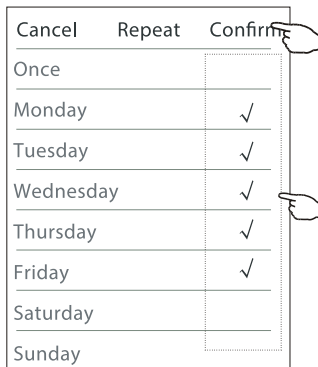 Cancel Repeat Confirm
Once
Monday √
Tuesday √
Wednesday √
Thursday √
Friday √
Saturday
Sunday